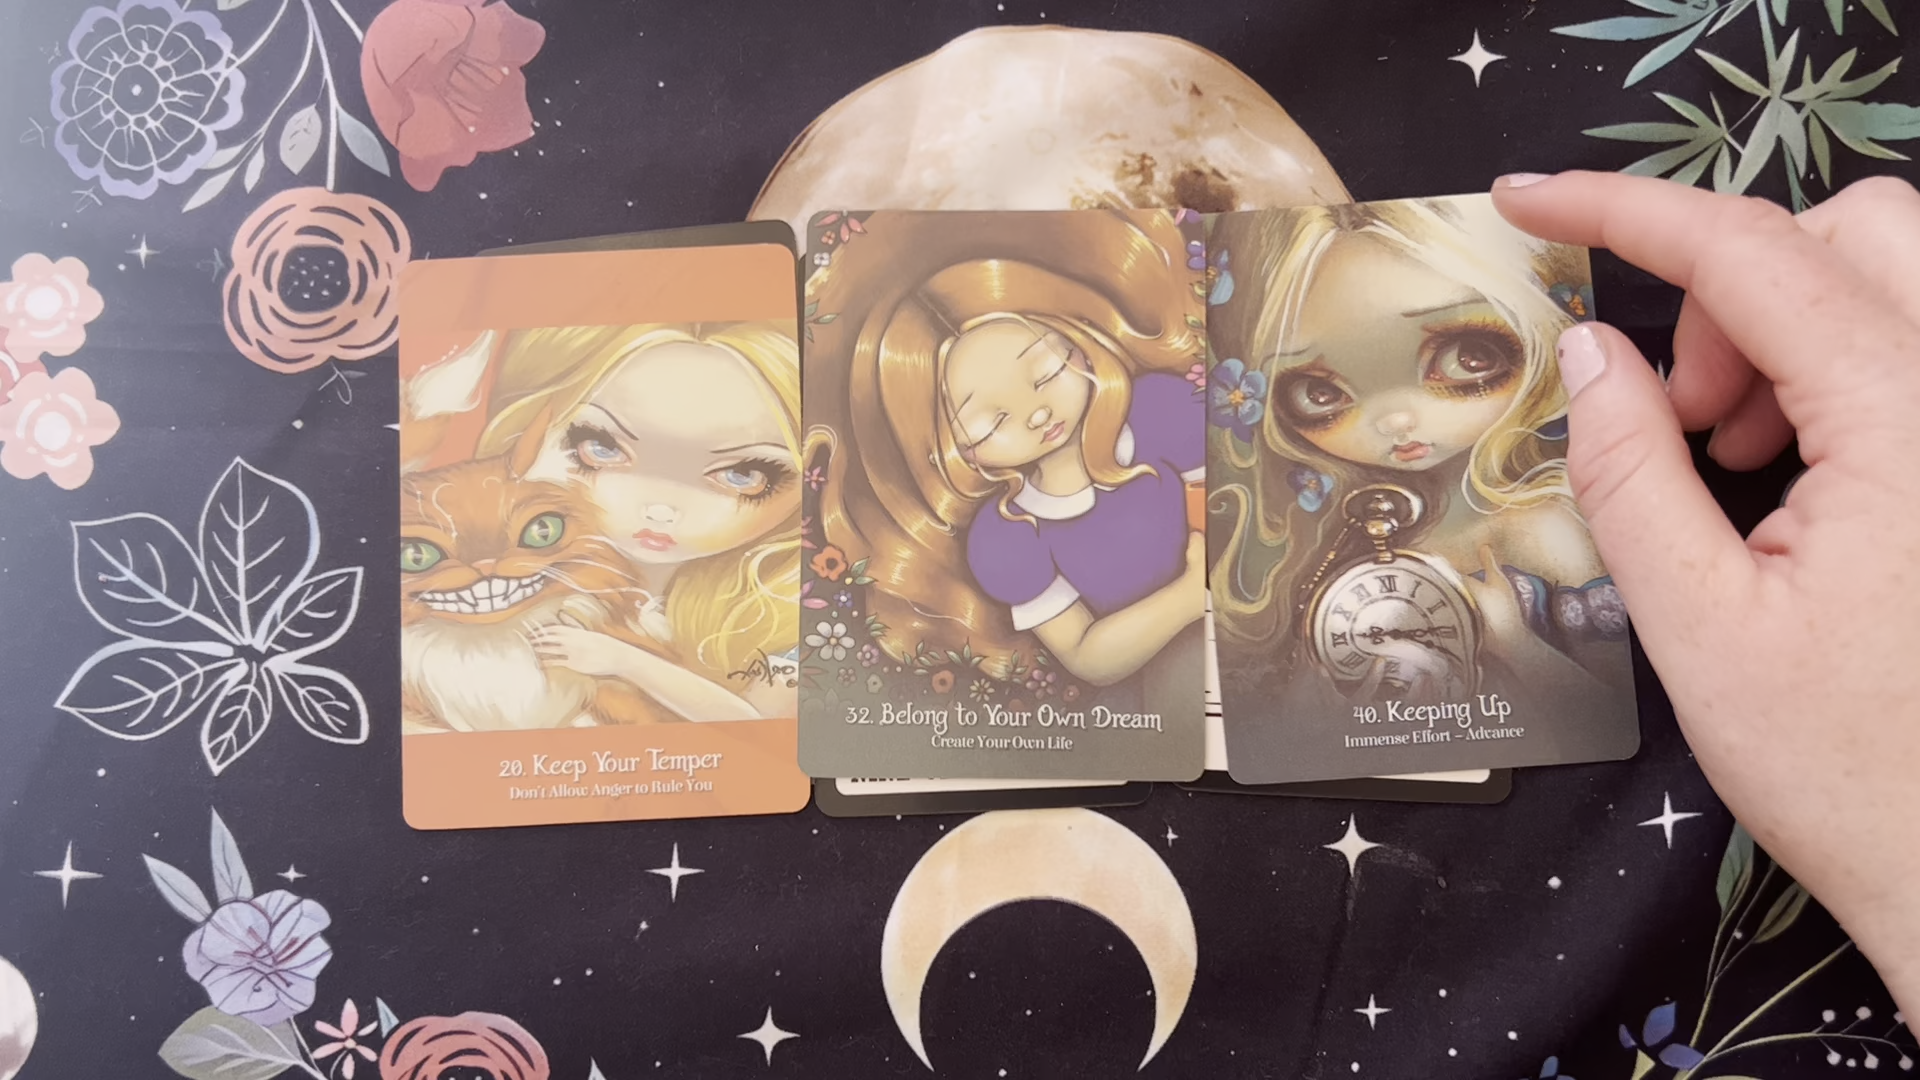 20. Keep Your Temper
Don't Allow Anger to Rule You
32. Belong to Your Own Dream
Create Your Own Life
40. Keeping Up
Immense Effort – Advance